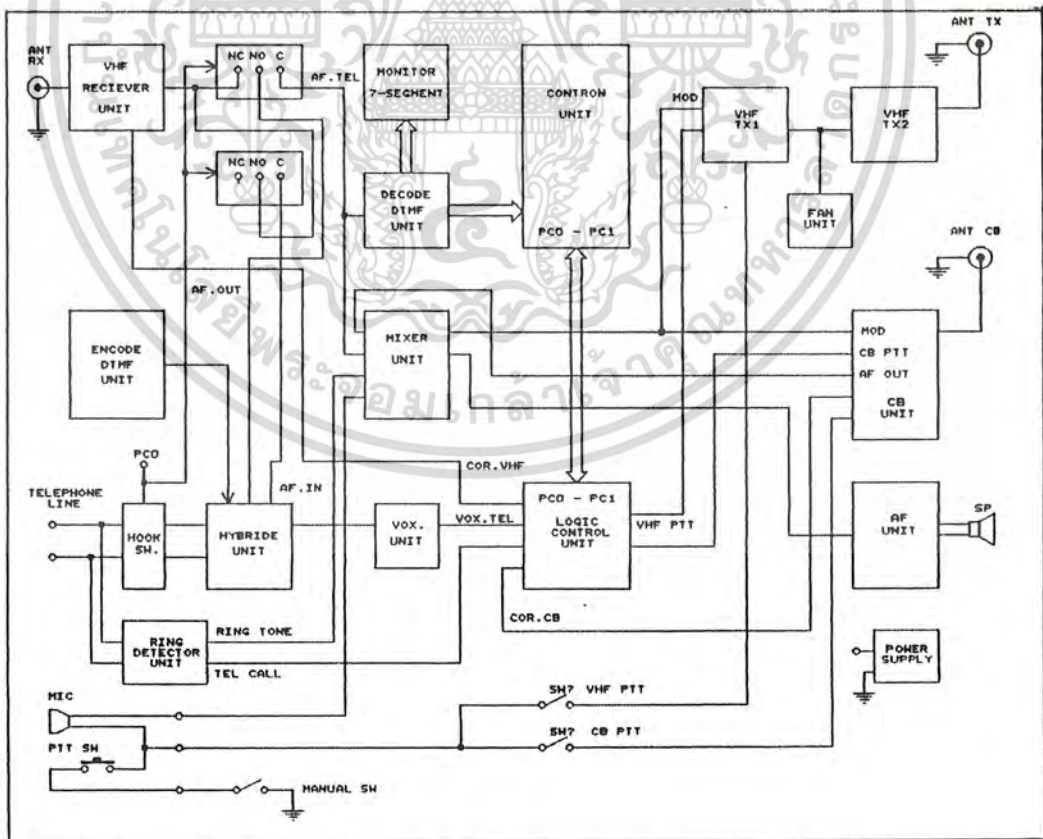 ANT TX
ANT
RX
VHF
RECIEVER
UNIT
NC NO C
AF.TEL
MONITOR
7-SEGMENT
CONTRON
UNIT
MOD
VHF
TX1
VHF
TX2
NC NO C
DECODE
DTMF
UNIT
PC0 - PC1
FAN
UNIT
ANT CB
AF.OUT
ENCODE
DTMF
UNIT
MIXER
UNIT
MOD
CB PTT
AF OUT
CB
UNIT
PC0
COR.VHF
TELEPHONE
LINE
AF.IN
HOOK
SW.
HYBRIDE
UNIT
VOX.
UNIT
VOX.TEL
PC0 - PC1
LOGIC
CONTROL
UNIT
VHF PTT
AF UNIT
SP
COR.CB
RING
DETECTOR
UNIT
RING TONE
TEL CALL
POWER
SUPPLY
MIC
SW? VHF PTT
PTT SW
SW? CB PTT
MANUAL SW